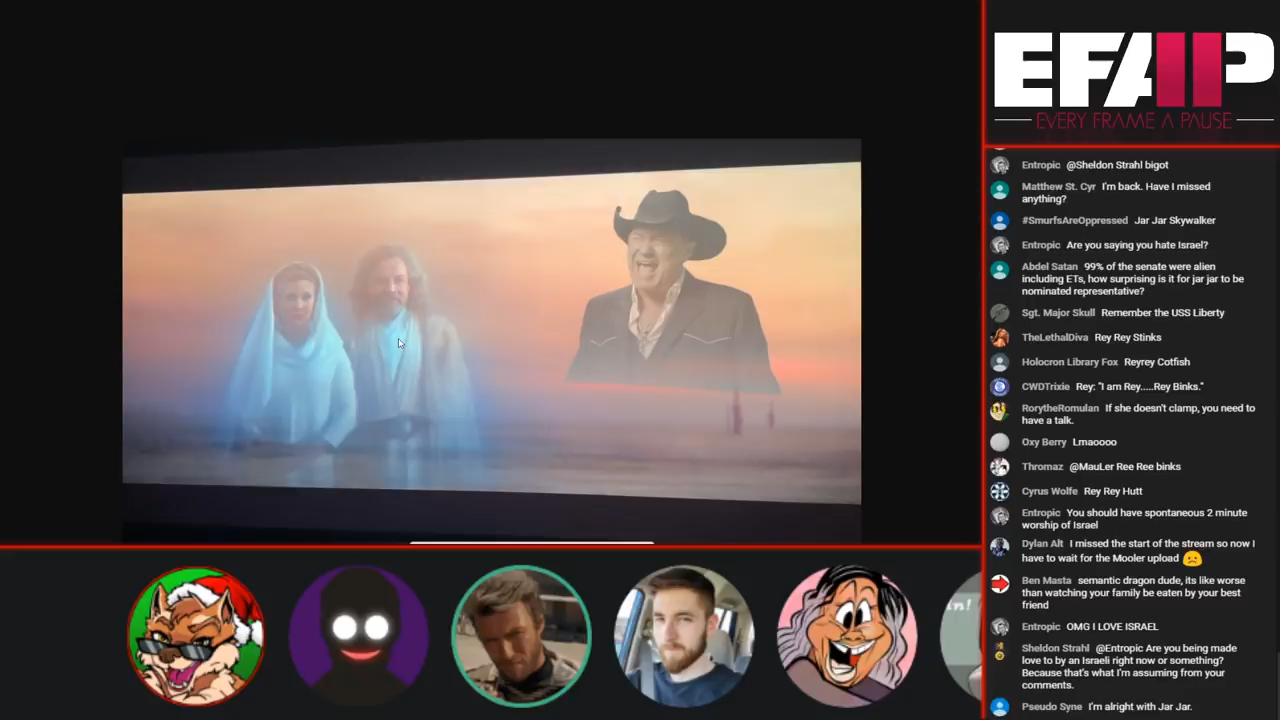 EFAP
EVERY FRAME A PAUSE
Entropic @Sheldon Strahl bigot
Matthew St. Cyr I'm back. Have I missed
anything?
#SmurfsAreOppressed Jar Jar Skywalker
Entropic Are you saying you hate Israel?
Abdel Satan 99% of the senate were alien
including ETs, how surprising is it for jar jar to be
nominated representative?
Sgt. Major Skull Remember the USS Liberty
TheLethalDiva Rey Rey Stinks
Holocron Library Fox Reyrey Cotfish
CWDTrixie Rey: "I am Rey.....Rey Binks."
RorytheRomulan If she doesn't clamp, you need to
have a talk.
Oxy Berry Lmaoooo
Thromaz @MauLer Ree Ree binks
Cyrus Wolfe Rey Rey Hutt
Entropic You should have spontaneous 2 minute
worship of Israel
Dylan Alt I missed the start of the stream so now I
have to wait for the Mooler upload
Ben Masta semantic dragon dude, its like worse
than watching your family be eaten by your best
friend
Entropic OMG I LOVE ISRAEL
Sheldon Strahl @Entropic Are you being made
love to by an Israeli right now or something?
Because that's what I'm assuming from your
comments.
Pseudo Syne I'm alright with Jar Jar.
in!